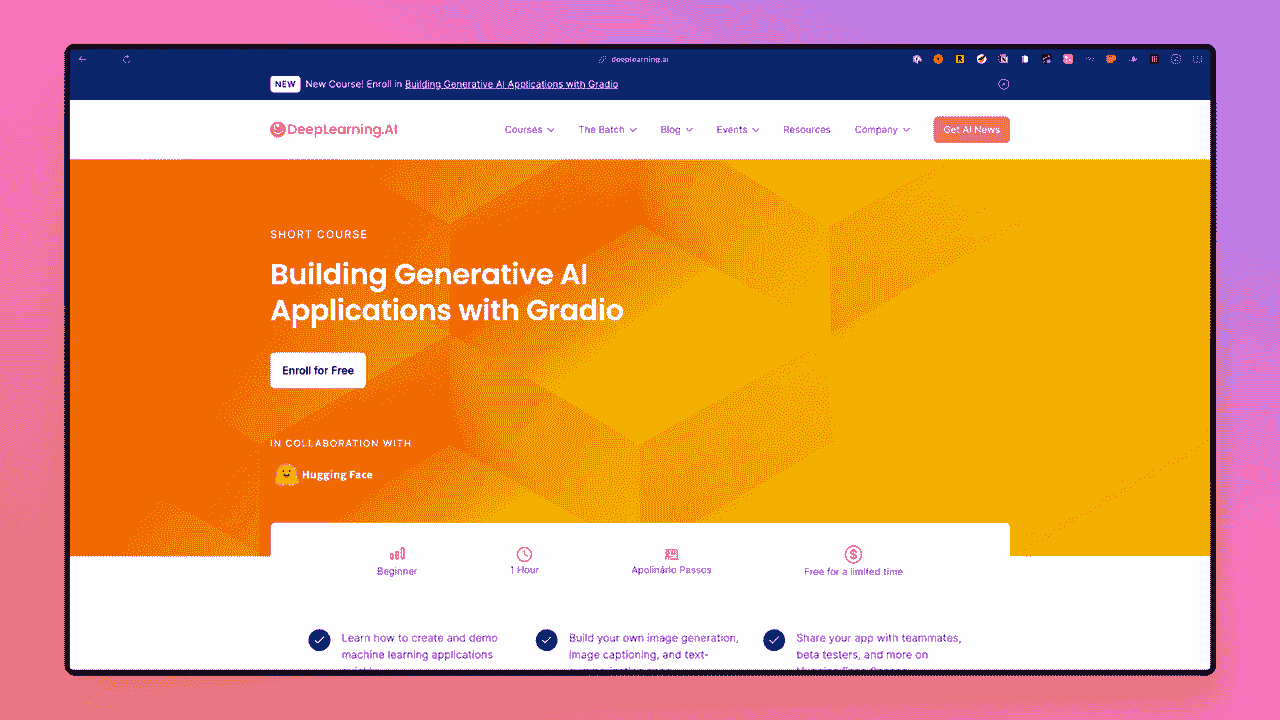 deeplearning.ai
NEW New Course! Enroll in Building Generative AI Applications with Gradio
DeepLearning.AI
Courses The Batch Blog Events Resources Company Get AI News
SHORT COURSE
Building Generative AI
Applications with Gradio
Enroll for Free
IN COLLABORATION WITH
Hugging Face
Beginner 1 Hour Apolinário Passos Free for a limited time
Learn how to create and demo
machine learning applications
Build your own image generation,
image captioning, and text-
Share your app with teammates,
beta testers, and more on